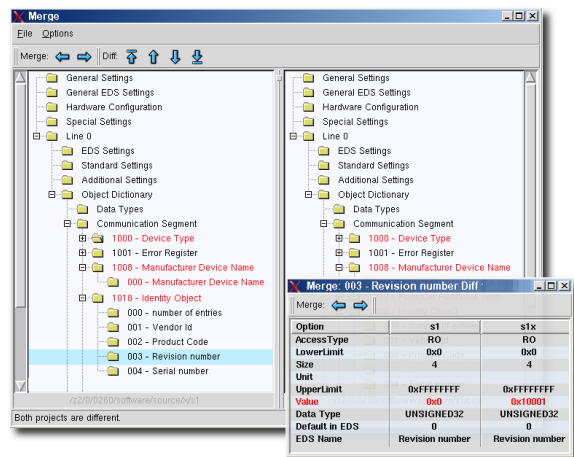 Merge
File Options
Merge: Diff:
General Settings
General EDS Settings
Hardware Configuration
Special Settings
Line 0
EDS Settings
Standard Settings
Additional Settings
Object Dictionary
Data Types
Communication Segment
1000 - Device Type
1001 - Error Register
1008 - Manufacturer Device Name
000 - Manufacturer Device Name
1018 - Identity Object
000 - number of entries
001 - Vendor Id
002 - Product Code
003 - Revision number
004 - Serial number
/z2/0/0260/software/source/x/s1
Both projects are different.
General Settings
General EDS Settings
Hardware Configuration
Special Settings
Line 0
EDS Settings
Standard Settings
Additional Settings
Object Dictionary
Data Types
Communication Segment
1000 - Device Type
1001 - Error Register
1008 - Manufacturer Device Name
Merge: 003 - Revision number Diff
Merge:
Option s1 s1x
AccessType RO RO
LowerLimit 0x0 0x0
Size 4 4
Unit
UpperLimit 0xFFFFFFFF 0xFFFFFFFF
Value 0x0 0x10001
Data Type UNSIGNED32 UNSIGNED32
Default in EDS 0 0
EDS Name Revision number Revision number